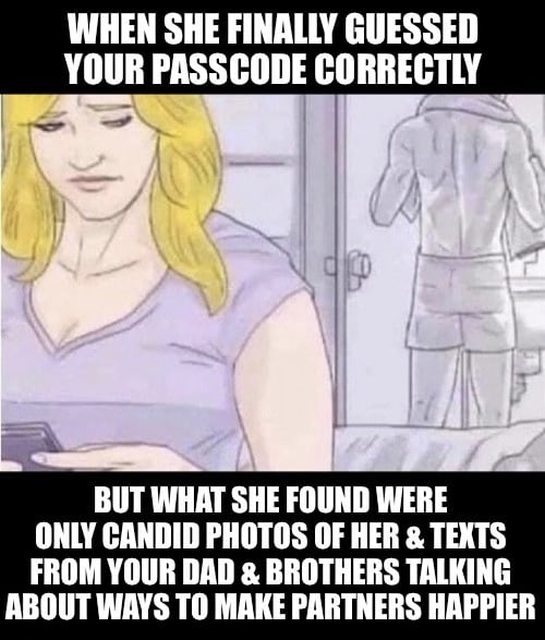 WHEN SHE FINALLY GUESSED
YOUR PASSCODE CORRECTLY
BUT WHAT SHE FOUND WERE
ONLY CANDID PHOTOS OF HER & TEXTS
FROM YOUR DAD & BROTHERS TALKING
ABOUT WAYS TO MAKE PARTNERS HAPPIER